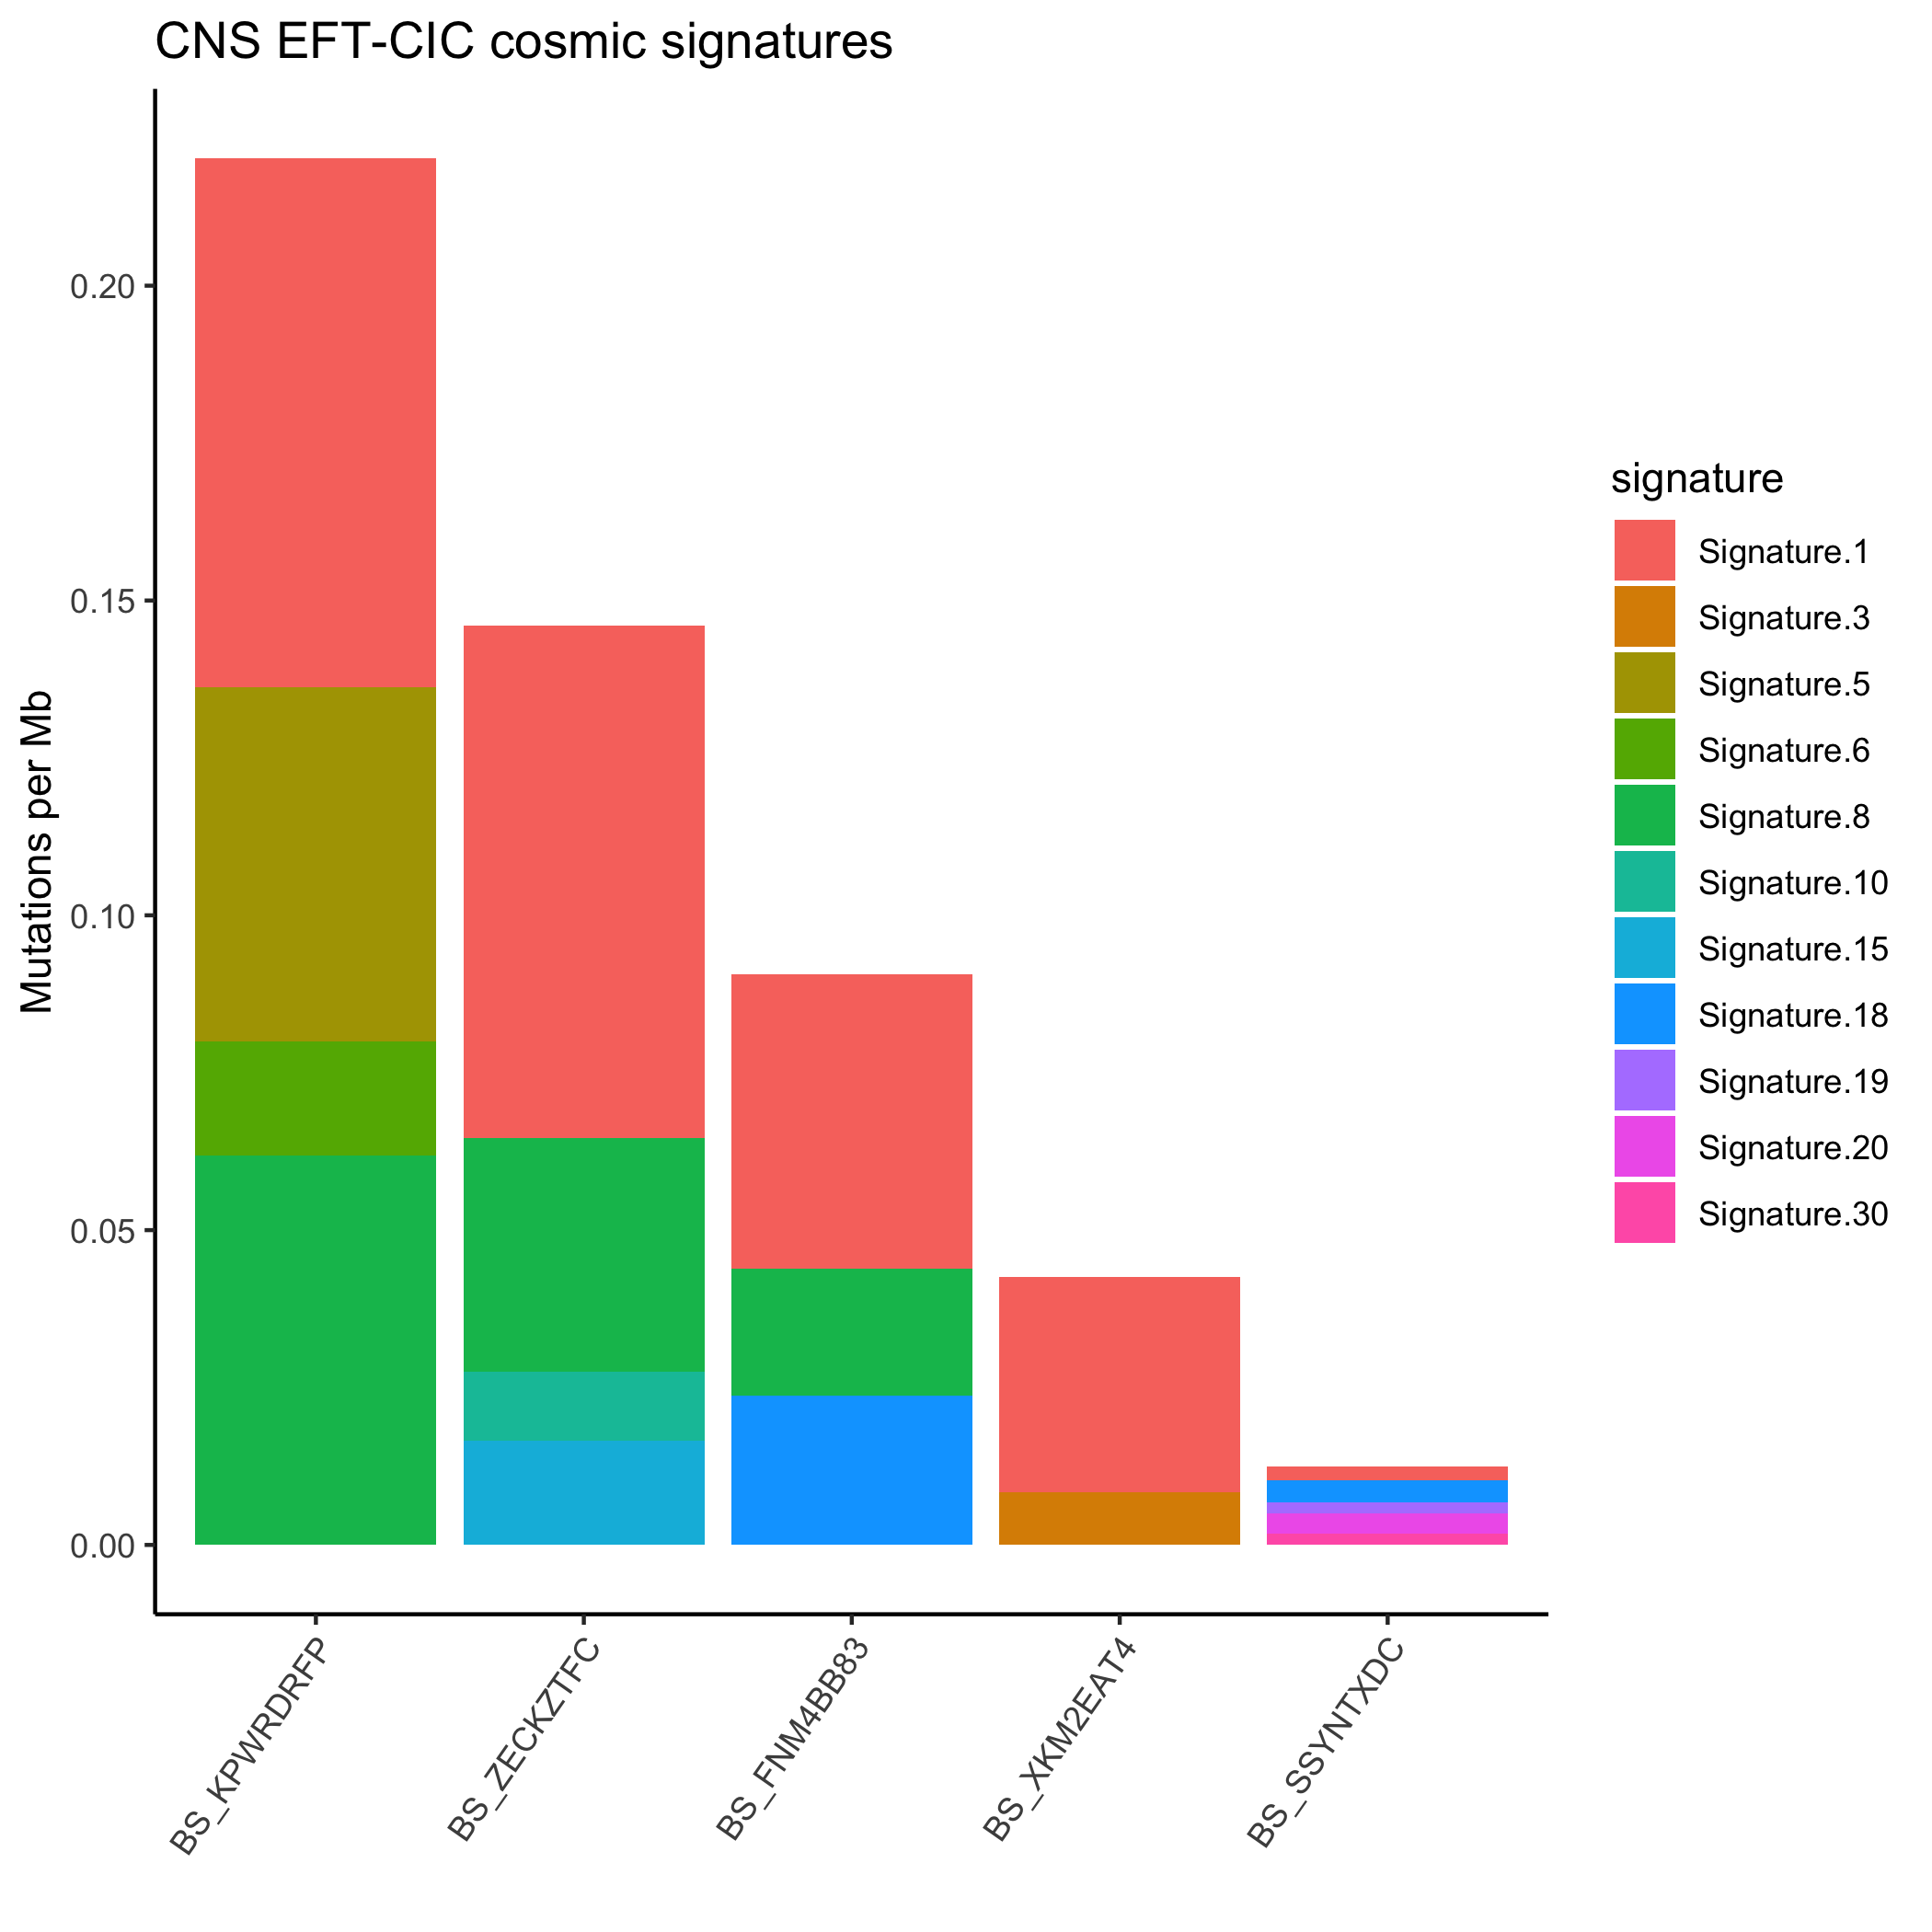 CNS EFT-CIC cosmic signatures
Mutations per Mb
0.20
0.15
0.10
0.05
0.00
BS_KPWRDRFP
BS_ZECKZTFC
BS_FNM4BB83
BS_XKM2EAT4
BS_SSYNTXDC
signature
Signature.1
Signature.3
Signature.5
Signature.6
Signature.8
Signature.10
Signature.15
Signature.18
Signature.19
Signature.20
Signature.30